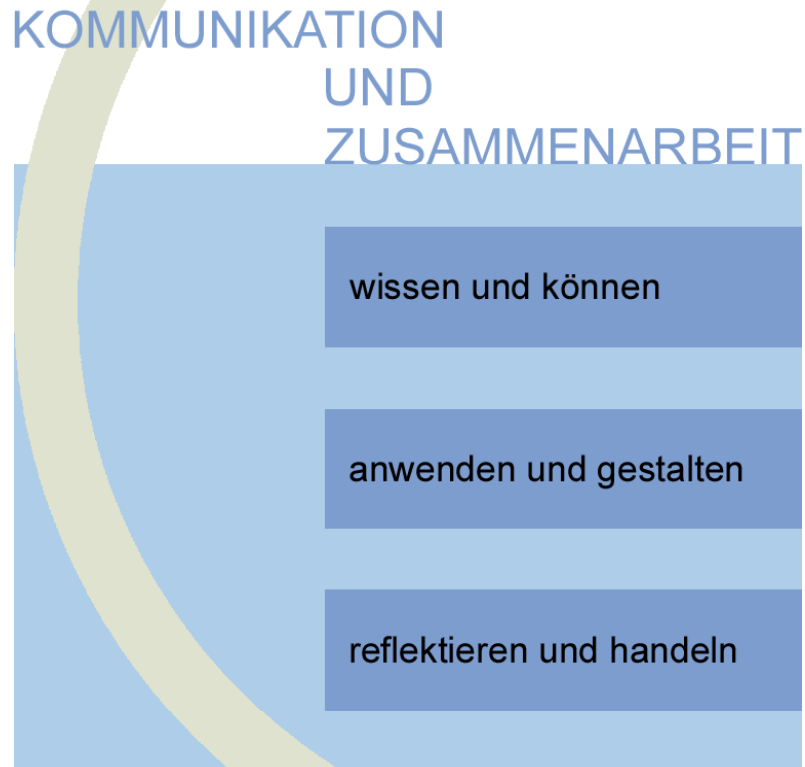 KOMMUNIKATION
UND
ZUSAMMENARBEIT
wissen und können
anwenden und gestalten
reflektieren und handeln